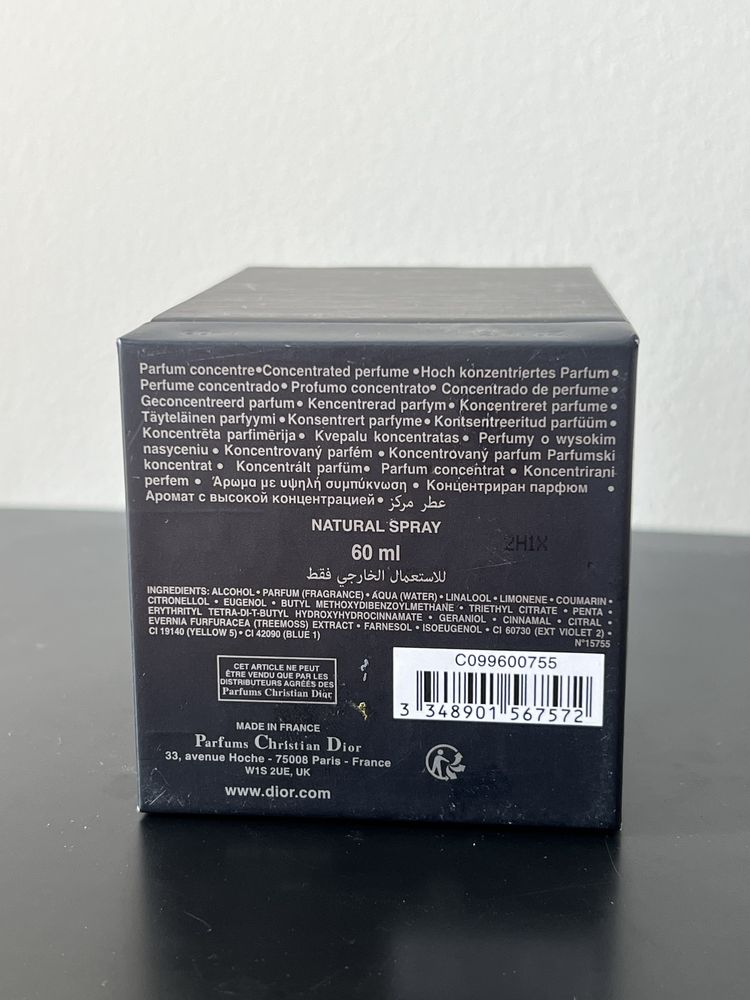 Parfum concentre•Concentrated perfume •Hoch konzentriertes Parfum•
Perfume concentrado• Profumo concentrato• Concentrado de perfume•
Geconcentreerd parfum• Kencentrerad parfym• Koncentreret parfume•
Täyteläinen parfyymi • Konsentrert parfyme• Kontsentreeritud parfüüm•
Koncentrēta parfimērija• Kvepalu koncentratas• Perfumy o wysokim
nasyceniu • Koncentrovaný parfém • Koncentrovaný parfum Parfumski
koncentrat • Koncentrált parfüm• Parfum concentrat • Koncentrirani
perfem • Άρωμα με υψηλή συμπύκνωση • Концентриран парфюм •
Аромат с высокой концентрацией• عطر مركز
NATURAL SPRAY
60 ml
2H1X
للاستعمال الخارجي فقط
INGREDIENTS: ALCOHOL • PARFUM (FRAGRANCE) • AQUA (WATER) • LINALOOL • LIMONENE • COUMARIN •
CITRONELLOL • EUGENOL • BUTYL METHOXYDIBENZOYLMETHANE • TRIETHYL CITRATE • PENTA •
ERYTHRITYL TETRA-DI-T-BUTYL HYDROXYHYDROCINNAMATE • GERANIOL • CINNAMAL • CITRAL •
EVERNIA FURFURACEA (TREEMOSS) EXTRACT • FARNESOL • ISOEUGENOL • CI 60730 (EXT VIOLET 2) •
CI 19140 (YELLOW 5) • CI 42090 (BLUE 1)
N°15755
CET ARTICLE NE PEUT
ÊTRE VENDU QUE PAR LES
DISTRIBUTEURS AGRÉÉS DES
Parfums Christian Dior
C099600755
3 348901 567572
MADE IN FRANCE
Parfums Christian Dior
33, avenue Hoche - 75008 Paris - France
W1S 2UE, UK
www.dior.com